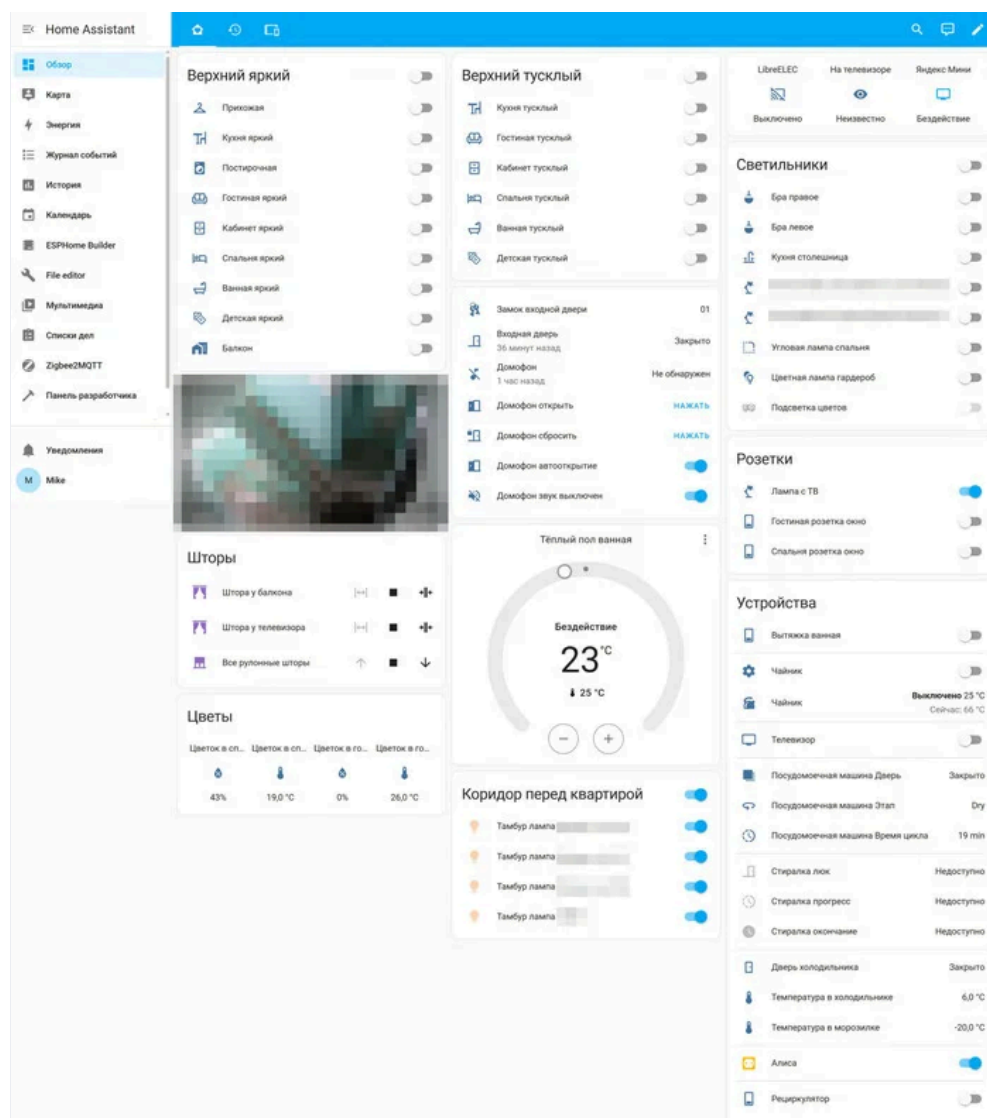 Home Assistant
Обзор
Карта
Энергия
Журнал событий
История
Календарь
ESPHome Builder
File editor
Мультимедиа
Списки дел
Zigbee2MQTT
Панель разработчика
Уведомления
M Mike
Верхний яркий
Прихожая
Кухня яркий
Постирочная
Гостиная яркий
Кабинет яркий
Спальня яркий
Ванная яркий
Детская яркий
Балкон
Шторы
Штора у балкона
Штора у телевизора
Все рулонные шторы
Цветы
Цветок в сп... Цветок в сп... Цветок в го... Цветок в го...
43% 19,0 °C 0% 26,0 °C
Верхний тусклый
Кухня тусклый
Гостиная тусклый
Кабинет тусклый
Спальня тусклый
Ванная тусклый
Детская тусклый
Замок входной двери 01
Входная дверь Закрыто
36 минут назад
Домофон Не обнаружен
1 час назад
Домофон открыть НАЖАТЬ
Домофон сбросить НАЖАТЬ
Домофон автооткрытие
Домофон звук выключен
Тёплый пол ванная
Бездействие
23 °C
25 °C
Коридор перед квартирой
Тамбур лампа
Тамбур лампа
Тамбур лампа
Тамбур лампа
LibreELEC На телевизоре Яндекс Мини
Выключено Неизвестно Бездействие
Светильники
Бра правое
Бра левое
Кухня столешница
Угловая лампа спальня
Цветная лампа гардероб
Подсветка цветов
Розетки
Лампа с ТВ
Гостиная розетка окно
Спальня розетка окно
Устройства
Вытяжка ванная
Чайник
Чайник Выключено 25 °C
Сейчас: 66 °C
Телевизор
Посудомоечная машина Дверь Закрыто
Посудомоечная машина Этап Dry
Посудомоечная машина Время цикла 19 min
Стиралка люк Недоступно
Стиралка прогресс Недоступно
Стиралка окончание Недоступно
Дверь холодильника Закрыто
Температура в холодильнике 6,0 °C
Температура в морозилке -20,0 °C
Алиса
Рециркулятор